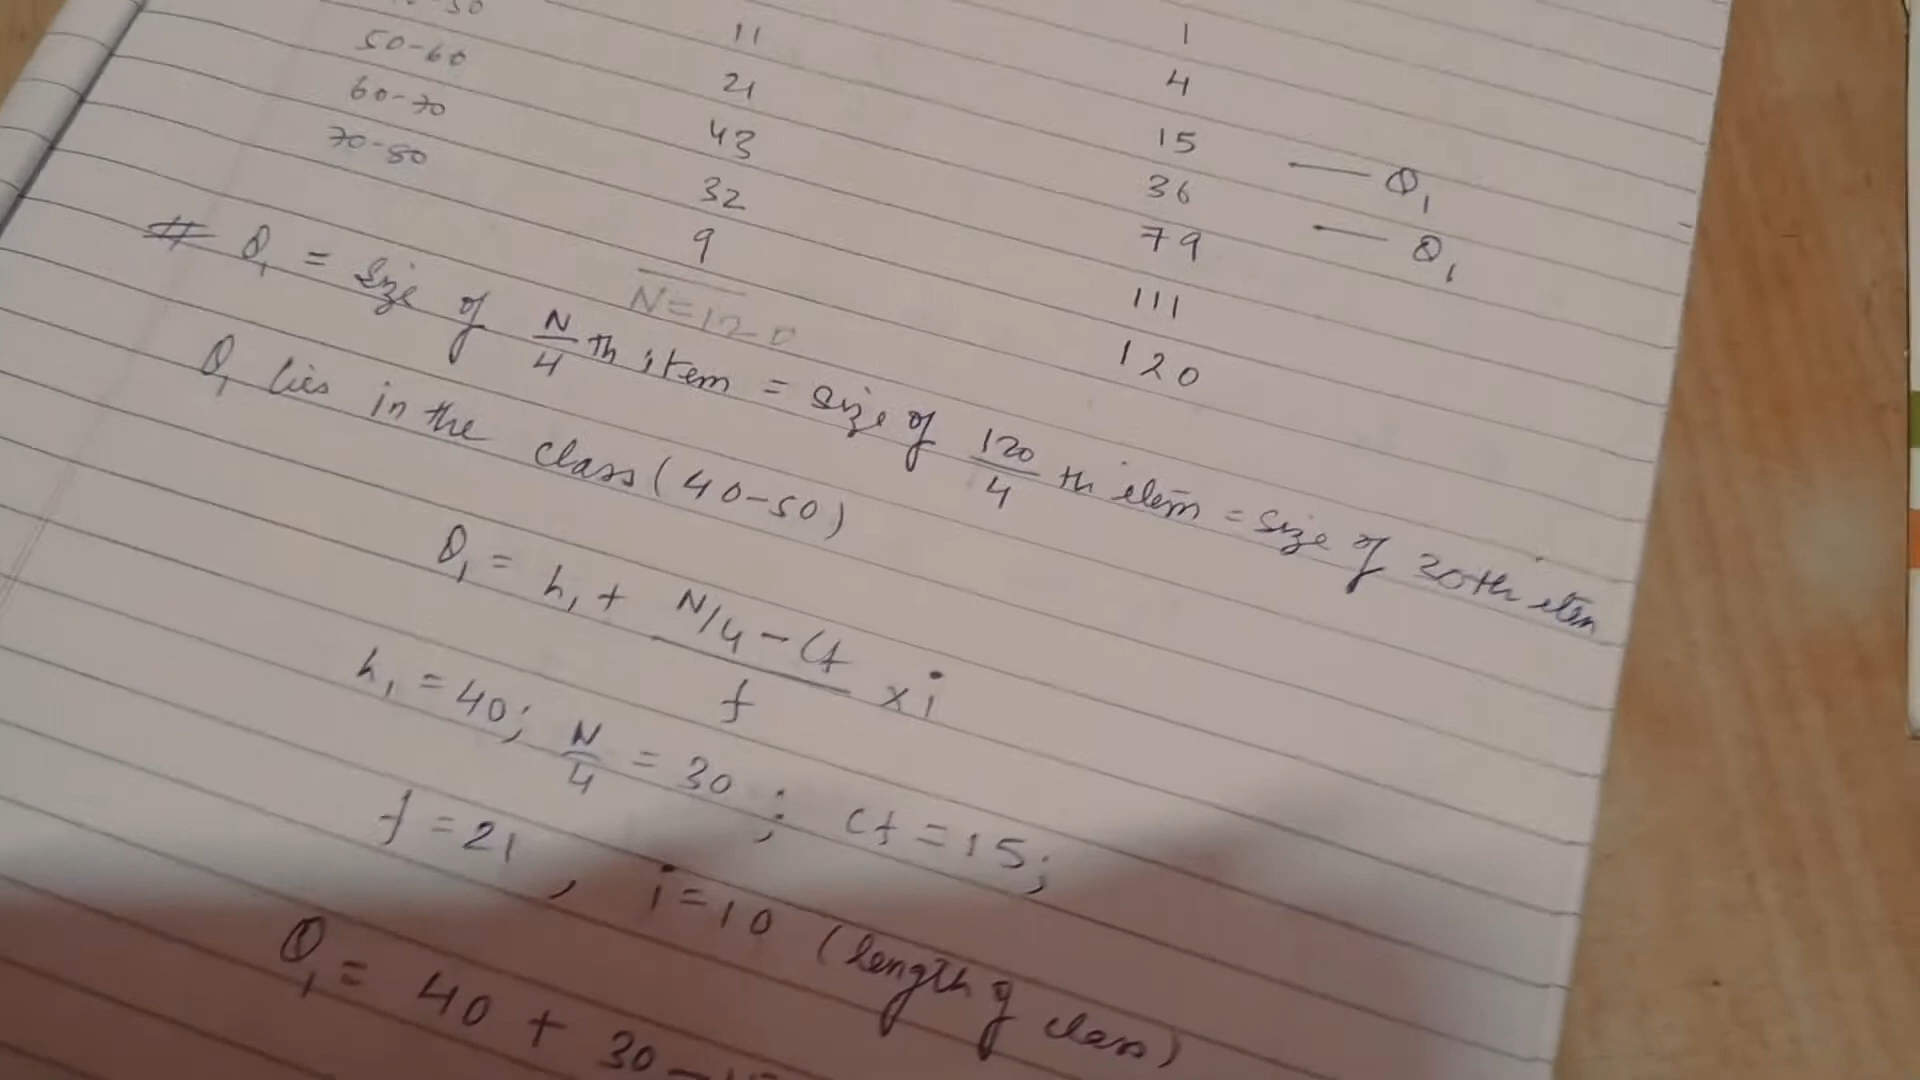 50-60 11 1
60-70 21 4
70-80 43 15 — Q1
32 36 — Q1
9 79
N=120 111
120
# Q1 = size of N/4 th item = size of 120/4 th item = size of 30th item
Q1 lies in the class (40-50)
Q1 = h1 + N/4 - Cf / f x i
h1 = 40; N/4 = 30; Cf = 15;
f = 21, i = 10 (length of class)
Q1 = 40 + 30 -